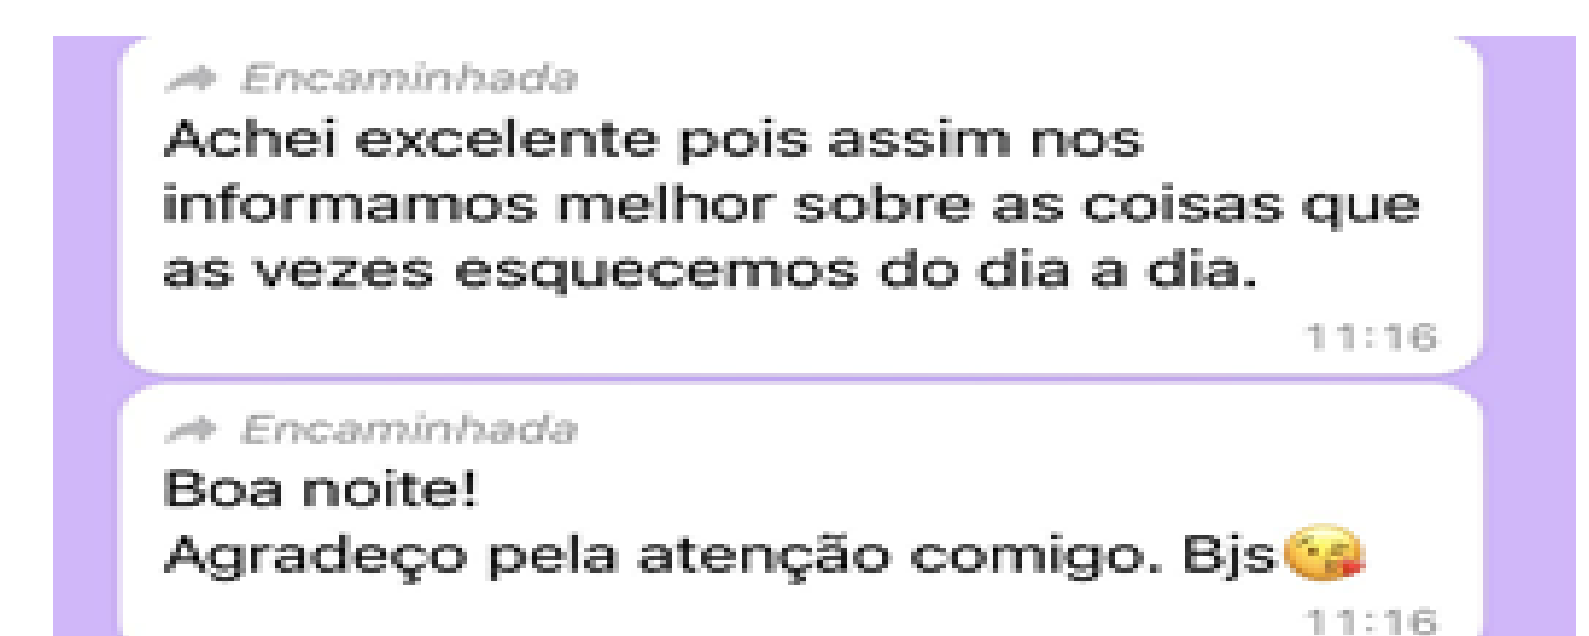 Encaminhada
Achei excelente pois assim nos
informamos melhor sobre as coisas que
as vezes esquecemos do dia a dia.
11:16
Encaminhada
Boa noite!
Agradeço pela atenção comigo. Bjs😘
11:16